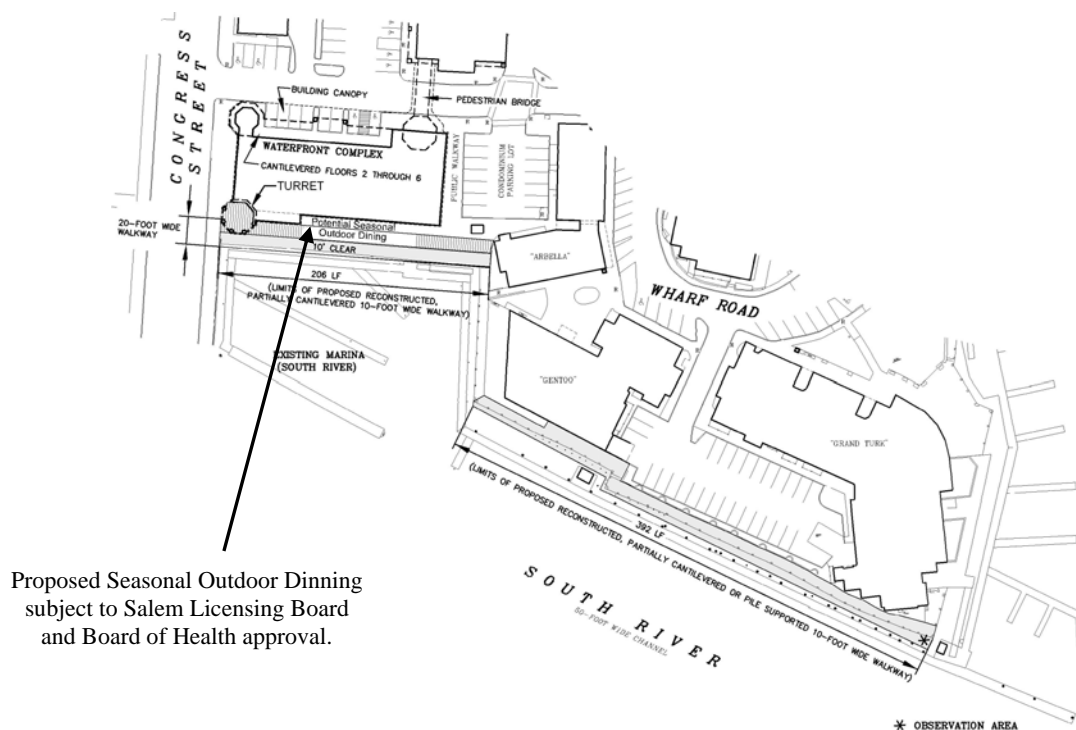 CONGRESS
STREET
BUILDING CANOPY
PEDESTRIAN BRIDGE
WATERFRONT COMPLEX
CANTILEVERED FLOORS 2 THROUGH 6
TURRET
PUBLIC WALKWAY
CONDOMINIUM
PARNING LOT
20-FOOT WIDE
WALKWAY
Potential Seasonal
Outdoor Dining
10' CLEAR
"ARBELLA"
206 LF
(LIMITS OF PROPOSED RECONSTRUCTED,
PARTIALLY CANTILEVERED 10-FOOT WIDE WALKWAY)
WHARF ROAD
EXISTING MARINA
(SOUTH RIVER)
"GENTOO"
"GRAND TURK"
392 LF
(LIMITS OF PROPOSED RECONSTRUCTED, PARTIALLY CANTILEVERED OR PILE SUPPORTED 10-FOOT WIDE WALKWAY)
Proposed Seasonal Outdoor Dinning
subject to Salem Licensing Board
and Board of Health approval.
SOUTH RIVER
50-FOOT WIDE CHANNEL
* OBSERVATION AREA